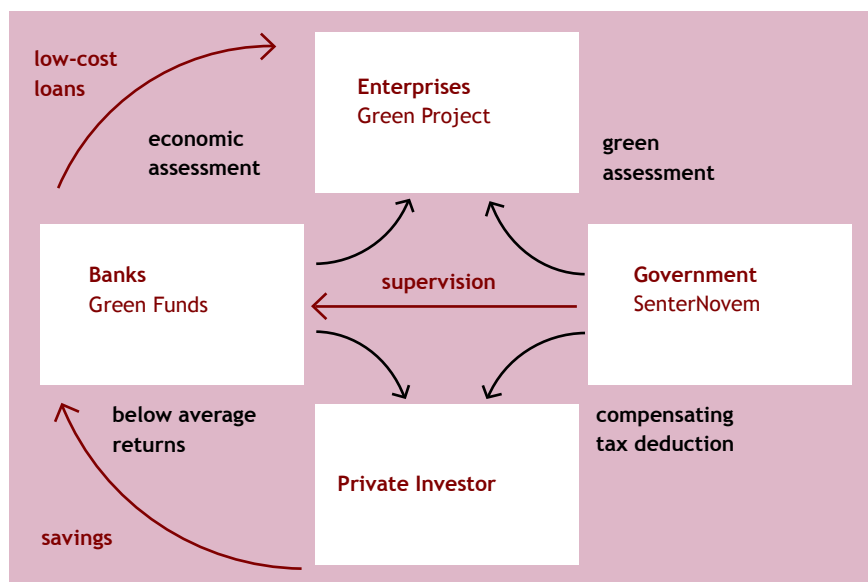 low-cost
loans
Enterprises
Green Project
economic
assessment
green
assessment
Banks
Green Funds
supervision
Government
SenterNovem
below average
returns
compensating
tax deduction
Private Investor
savings